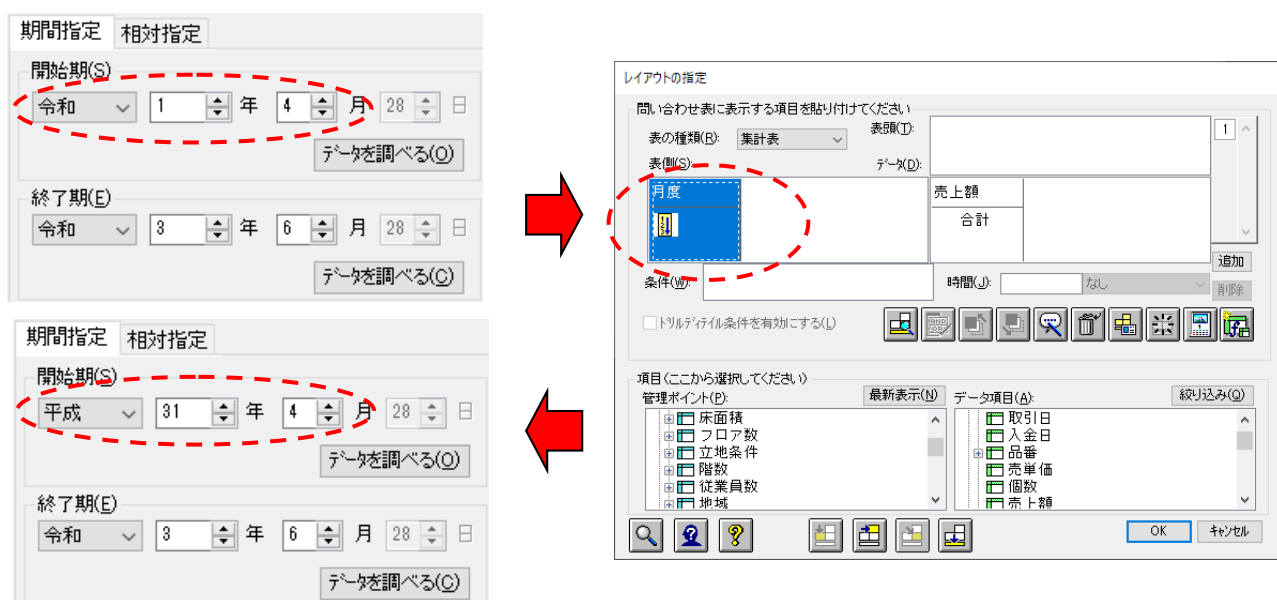 期間指定 相対指定
開始期(S)
令和 1 年 4 月 28 日
データを調べる(O)
終了期(E)
令和 3 年 6 月 28 日
データを調べる(C)
期間指定 相対指定
開始期(S)
平成 31 年 4 月 28 日
データを調べる(O)
終了期(E)
令和 3 年 6 月 28 日
データを調べる(C)
レイアウトの指定
問い合わせ表に表示する項目を貼り付けてください
表の種類(R): 集計表 表頭(T): 1
表側(S): データ(D):
月度 売上額
合計
追加
条件(W): 時間(J): なし 削除
ドリルディテイル条件を有効にする(L)
項目(ここから選択してください)
管理ポイント(P): 最新表示(N) データ項目(A): 絞り込み(Q)
床面積 取引日
フロア数 入金日
立地条件 品番
階数 売単価
従業員数 個数
地域 売上額
OK キャンセル